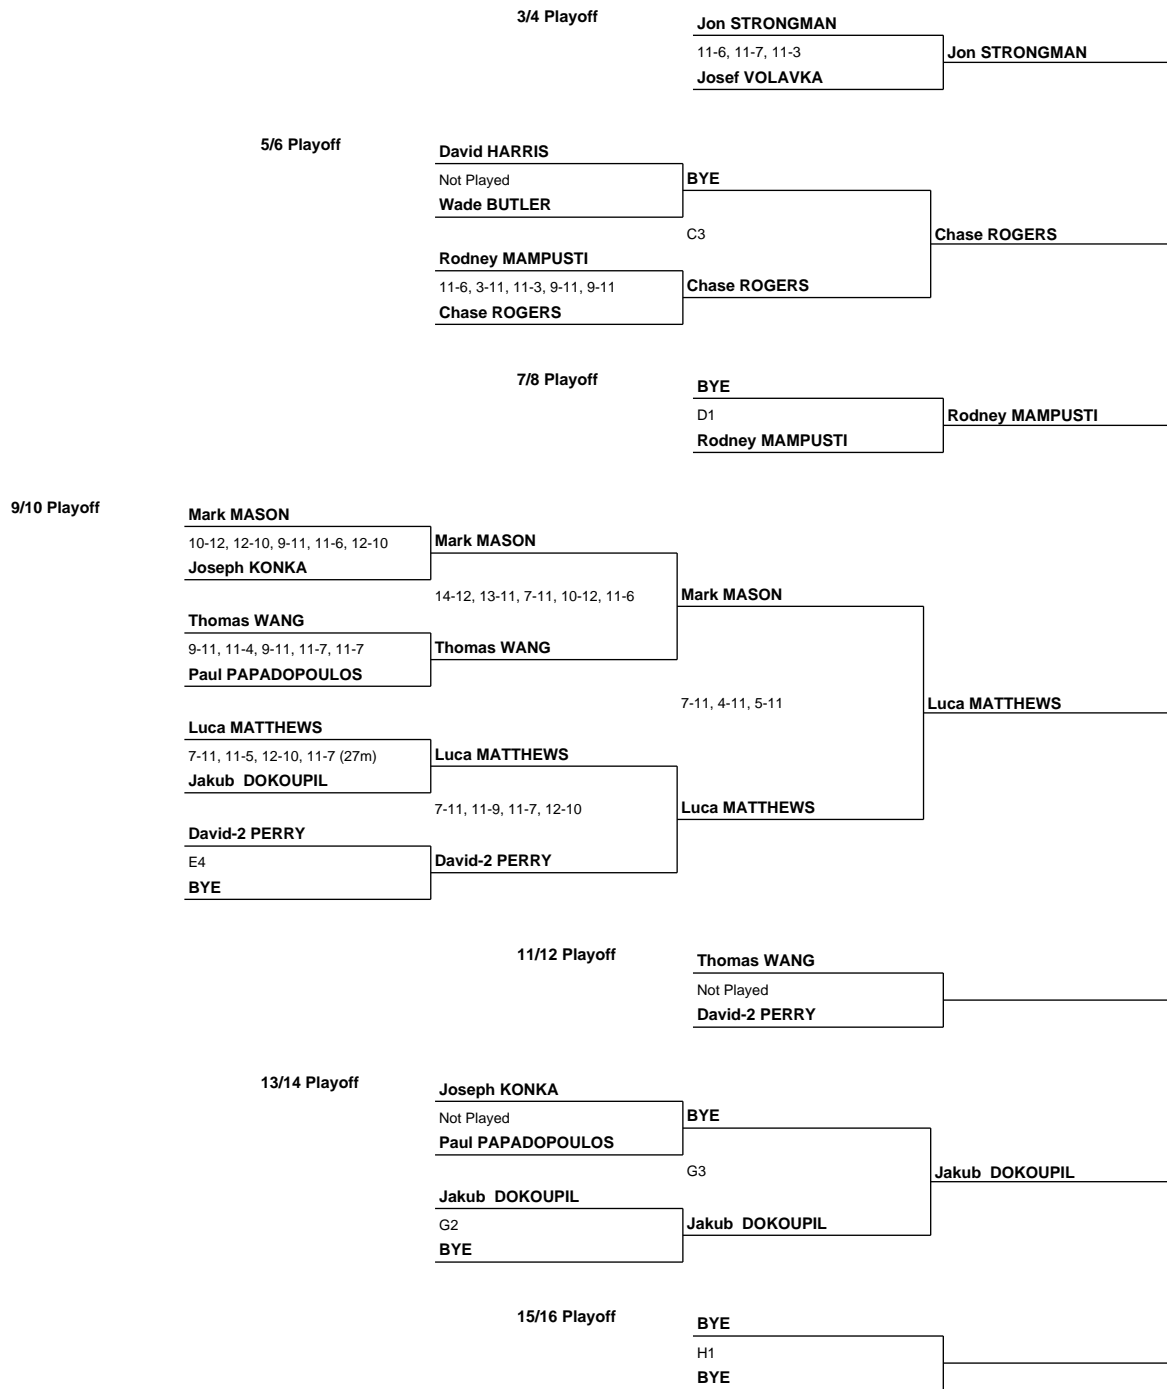 3/4 Playoff
Jon STRONGMAN
11-6, 11-7, 11-3
Jon STRONGMAN
Josef VOLAVKA
5/6 Playoff
David HARRIS
Not Played
BYE
Wade BUTLER
C3
Chase ROGERS
Rodney MAMPUSTI
11-6, 3-11, 11-3, 9-11, 9-11
Chase ROGERS
Chase ROGERS
7/8 Playoff
BYE
D1
Rodney MAMPUSTI
Rodney MAMPUSTI
9/10 Playoff
Mark MASON
10-12, 12-10, 9-11, 11-6, 12-10
Mark MASON
Joseph KONKA
14-12, 13-11, 7-11, 10-12, 11-6
Mark MASON
Thomas WANG
9-11, 11-4, 9-11, 11-7, 11-7
Thomas WANG
Paul PAPADOPOULOS
7-11, 4-11, 5-11
Luca MATTHEWS
Luca MATTHEWS
7-11, 11-5, 12-10, 11-7 (27m)
Luca MATTHEWS
Jakub  DOKOUPIL
7-11, 11-9, 11-7, 12-10
Luca MATTHEWS
David-2 PERRY
E4
David-2 PERRY
BYE
11/12 Playoff
Thomas WANG
Not Played
David-2 PERRY
13/14 Playoff
Joseph KONKA
Not Played
BYE
Paul PAPADOPOULOS
G3
Jakub  DOKOUPIL
Jakub  DOKOUPIL
G2
Jakub  DOKOUPIL
BYE
15/16 Playoff
BYE
H1
BYE